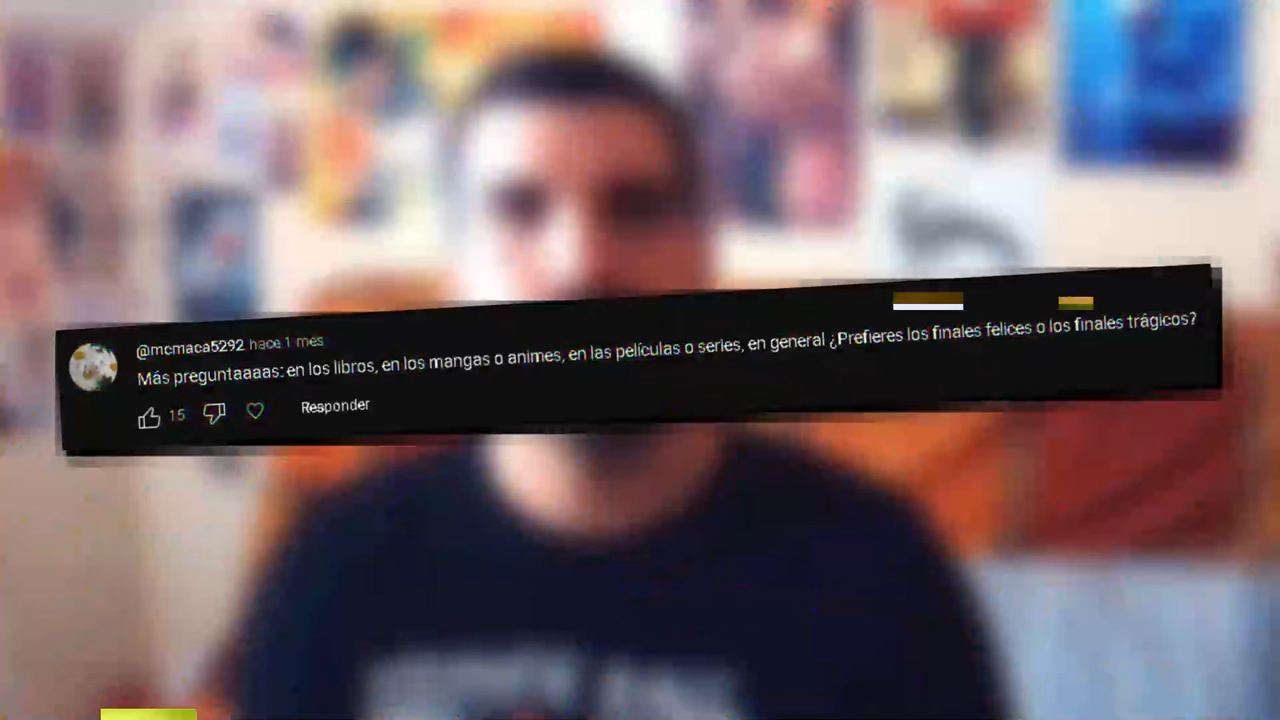 @mcmaca5292 hace 1 mes
Más preguntaaaas: en los libros, en los mangas o animes, en las películas o series, en general ¿Prefieres los finales felices o los finales trágicos?
15 Responder